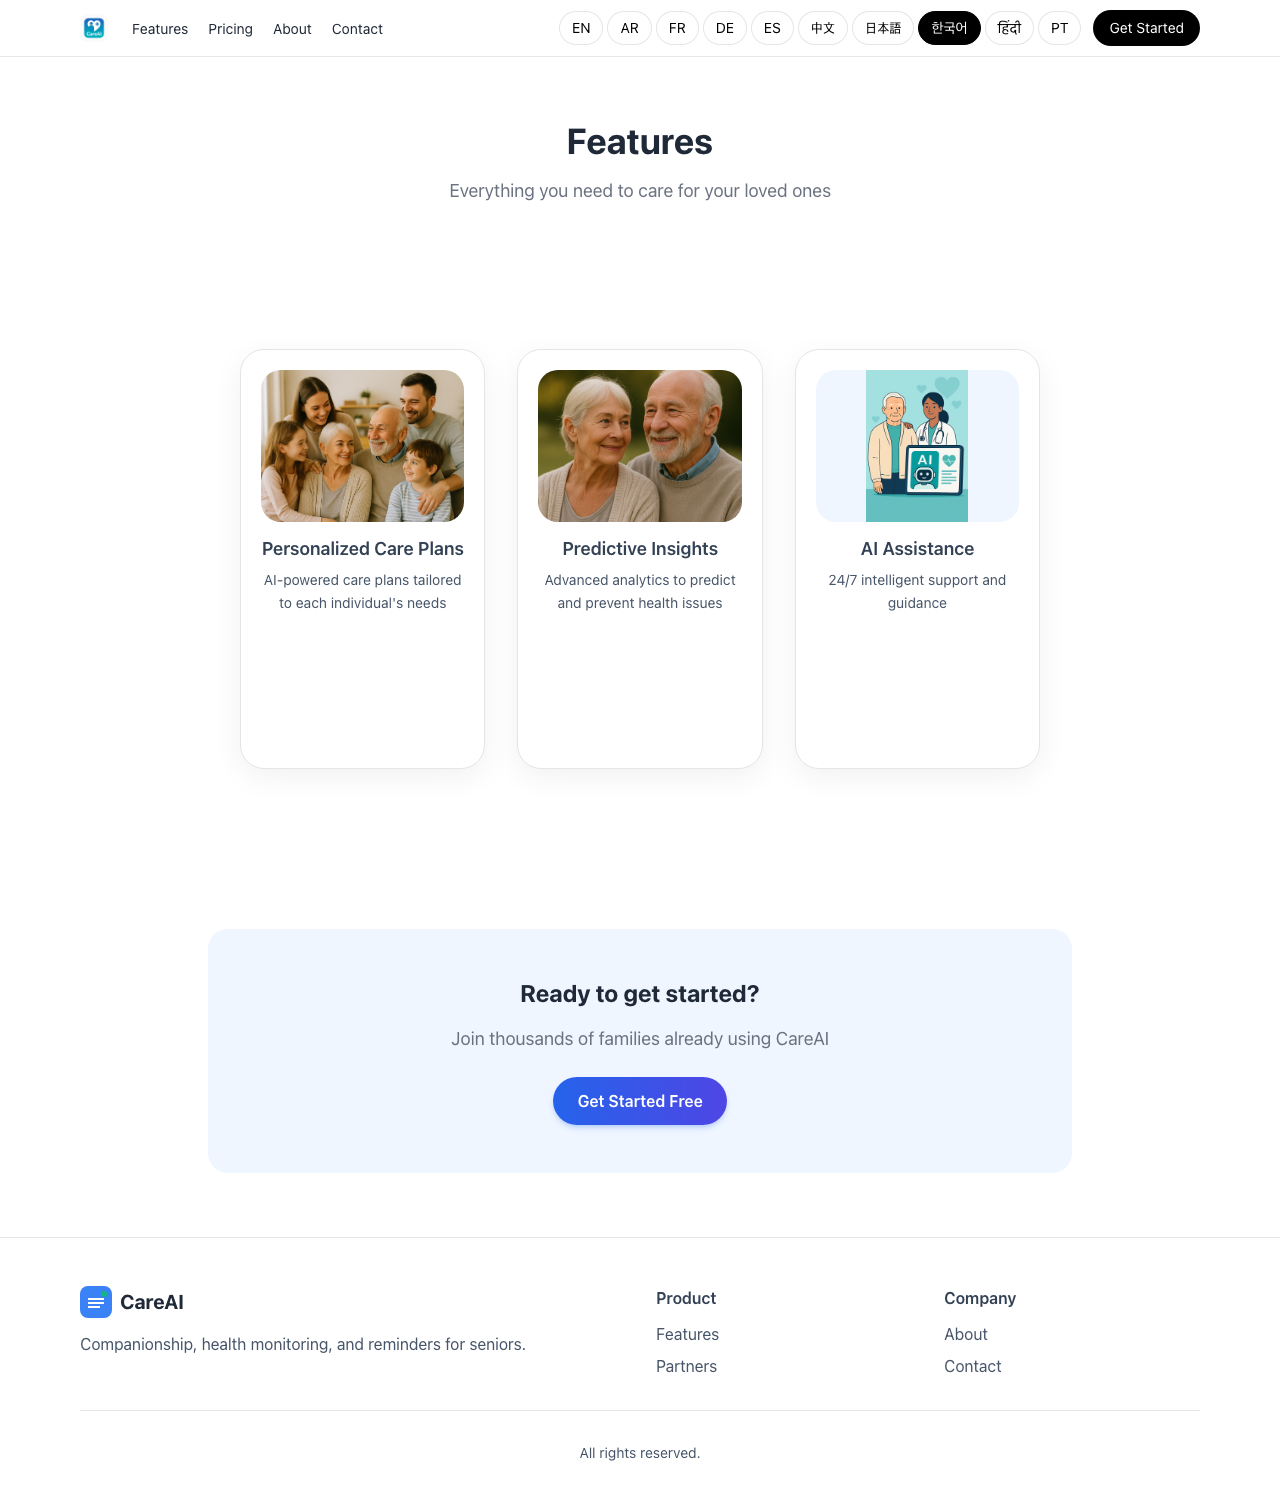 CareAI
Features Pricing About Contact
EN AR FR DE ES 中文 日本語 한국어 हिंदी PT Get Started
Features
Everything you need to care for your loved ones
AI
Personalized Care Plans
AI-powered care plans tailored
to each individual's needs
Predictive Insights
Advanced analytics to predict
and prevent health issues
AI Assistance
24/7 intelligent support and
guidance
Ready to get started?
Join thousands of families already using CareAI
Get Started Free
CareAI
Companionship, health monitoring, and reminders for seniors.
Product
Features
Partners
Company
About
Contact
All rights reserved.